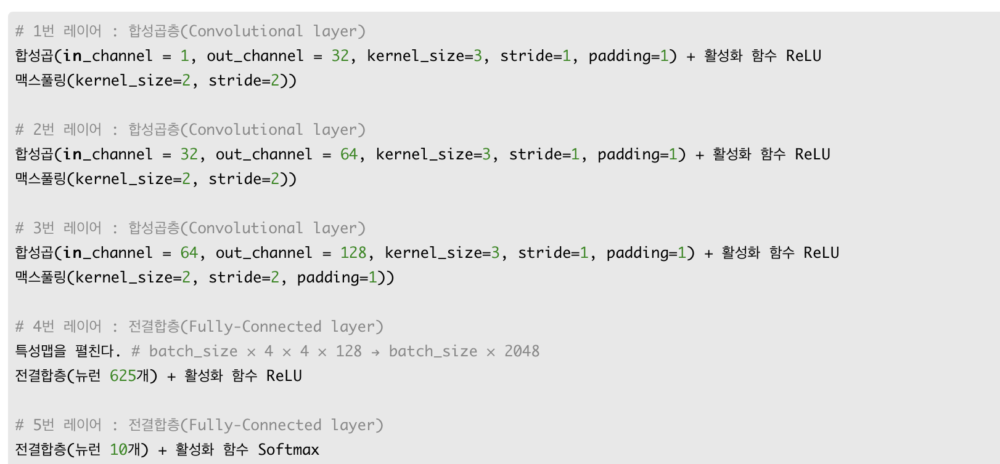 # 1번 레이어 : 합성곱층(Convolutional layer)
합성곱(in_channel = 1, out_channel = 32, kernel_size=3, stride=1, padding=1) + 활성화 함수 ReLU
맥스풀링(kernel_size=2, stride=2))
# 2번 레이어 : 합성곱층(Convolutional layer)
합성곱(in_channel = 32, out_channel = 64, kernel_size=3, stride=1, padding=1) + 활성화 함수 ReLU
맥스풀링(kernel_size=2, stride=2))
# 3번 레이어 : 합성곱층(Convolutional layer)
합성곱(in_channel = 64, out_channel = 128, kernel_size=3, stride=1, padding=1) + 활성화 함수 ReLU
맥스풀링(kernel_size=2, stride=2, padding=1))
# 4번 레이어 : 전결합층(Fully-Connected layer)
특성맵을 펼친다. # batch_size × 4 × 4 × 128 → batch_size × 2048
전결합층(뉴런 625개) + 활성화 함수 ReLU
# 5번 레이어 : 전결합층(Fully-Connected layer)
전결합층(뉴런 10개) + 활성화 함수 Softmax